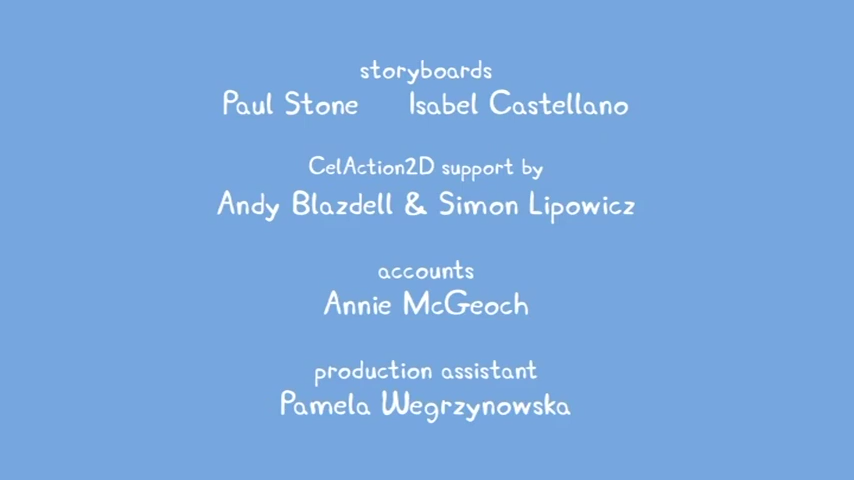 storyboards
Paul Stone Isabel Castellano
CelAction2D support by
Andy Blazdell & Simon Lipowicz
accounts
Annie McGeoch
production assistant
Pamela Wegrzynowska